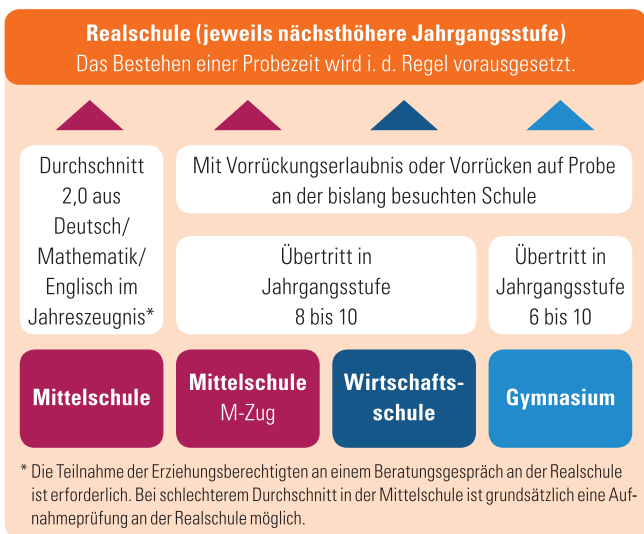 Realschule (jeweils nächsthöhere Jahrgangsstufe)
Das Bestehen einer Probezeit wird i. d. Regel vorausgesetzt.
Durchschnitt
2,0 aus
Deutsch/
Mathematik/
Englisch im
Jahreszeugnis*
Mit Vorrückungserlaubnis oder Vorrücken auf Probe
an der bislang besuchten Schule
Übertritt in
Jahrgangsstufe
8 bis 10
Übertritt in
Jahrgangsstufe
6 bis 10
Mittelschule
Mittelschule
M-Zug
Wirtschafts-
schule
Gymnasium
* Die Teilnahme der Erziehungsberechtigten an einem Beratungsgespräch an der Realschule
ist erforderlich. Bei schlechterem Durchschnitt in der Mittelschule ist grundsätzlich eine Auf-
nahmeprüfung an der Realschule möglich.